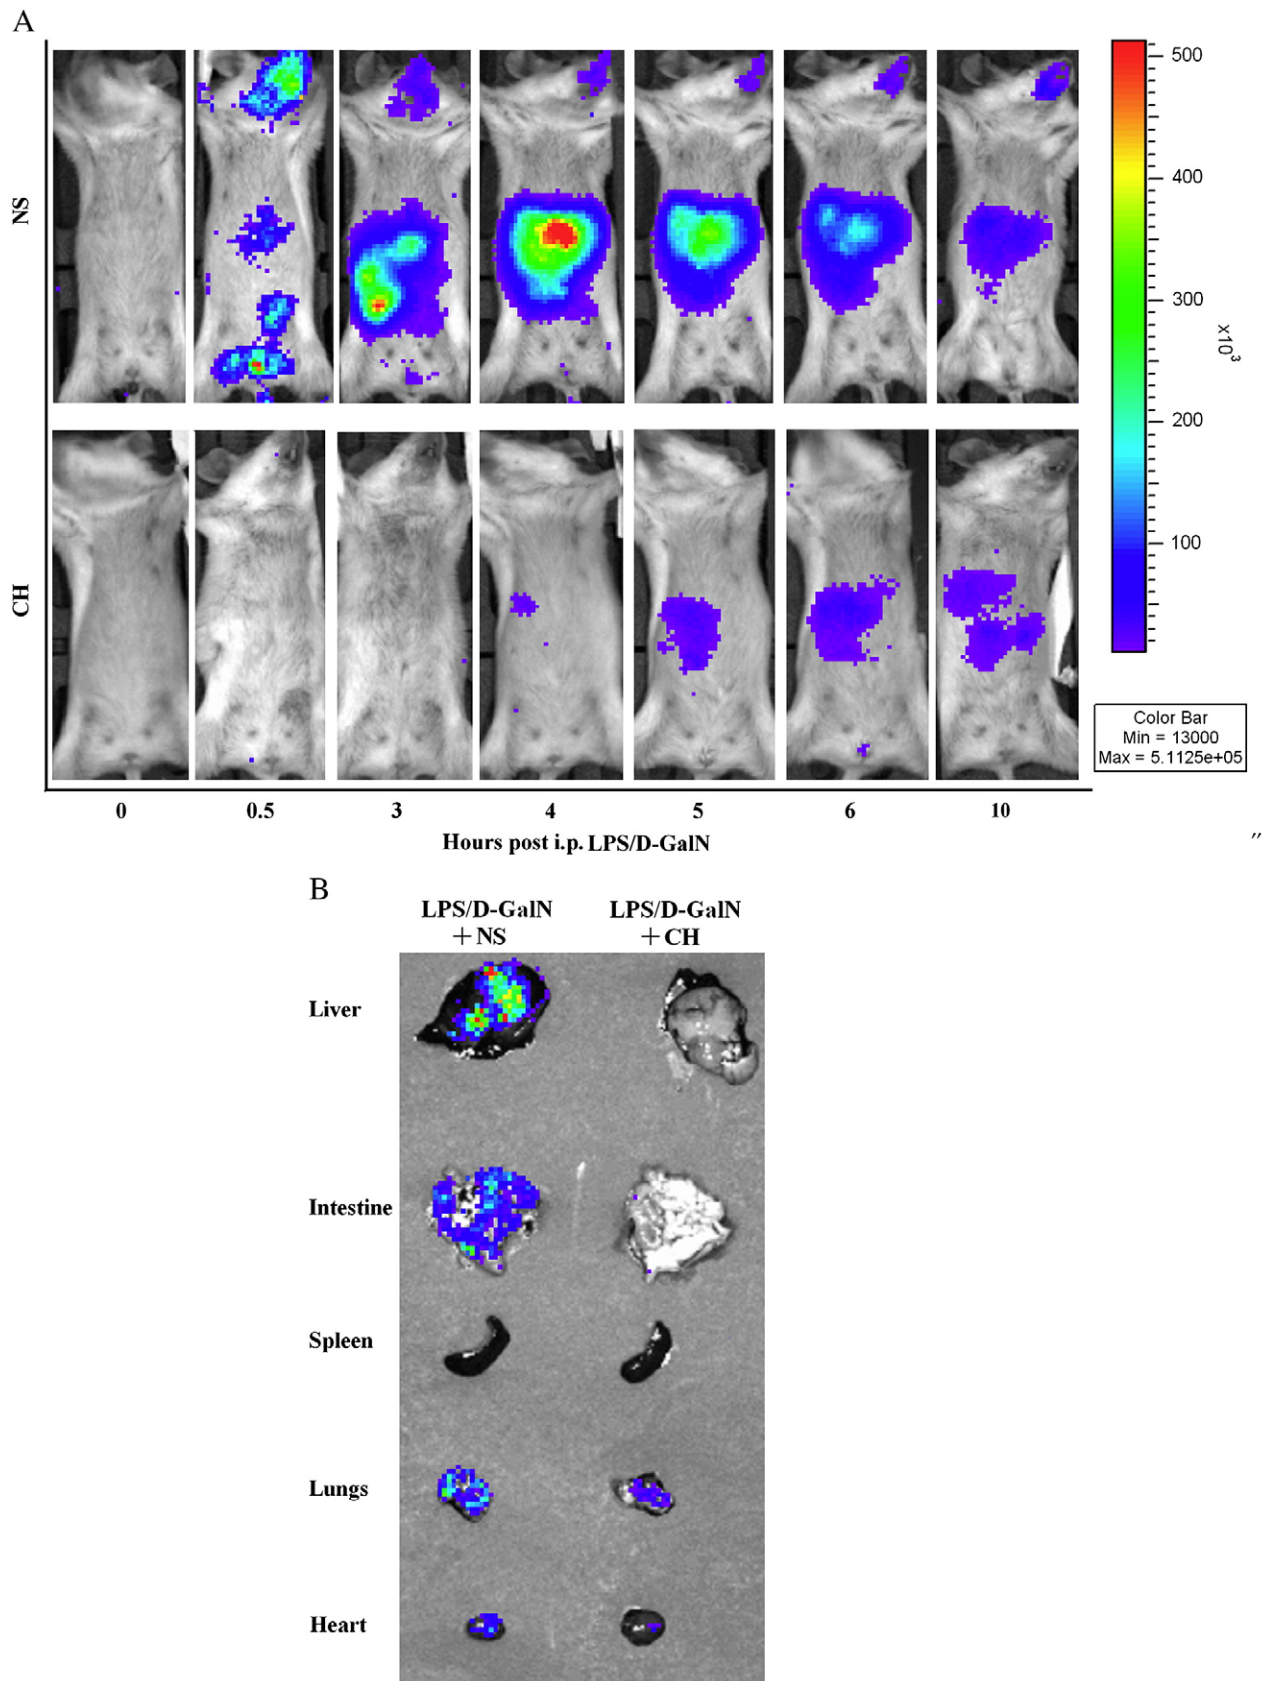 A
NS
CH
500
400
300
200
100
x10³
Color Bar
Min = 13000
Max = 5.1125e+05
0 0.5 3 4 5 6 10
Hours post i.p. LPS/D-GalN
"
B
LPS/D-GalN LPS/D-GalN
+NS +CH
Liver
Intestine
Spleen
Lungs
Heart